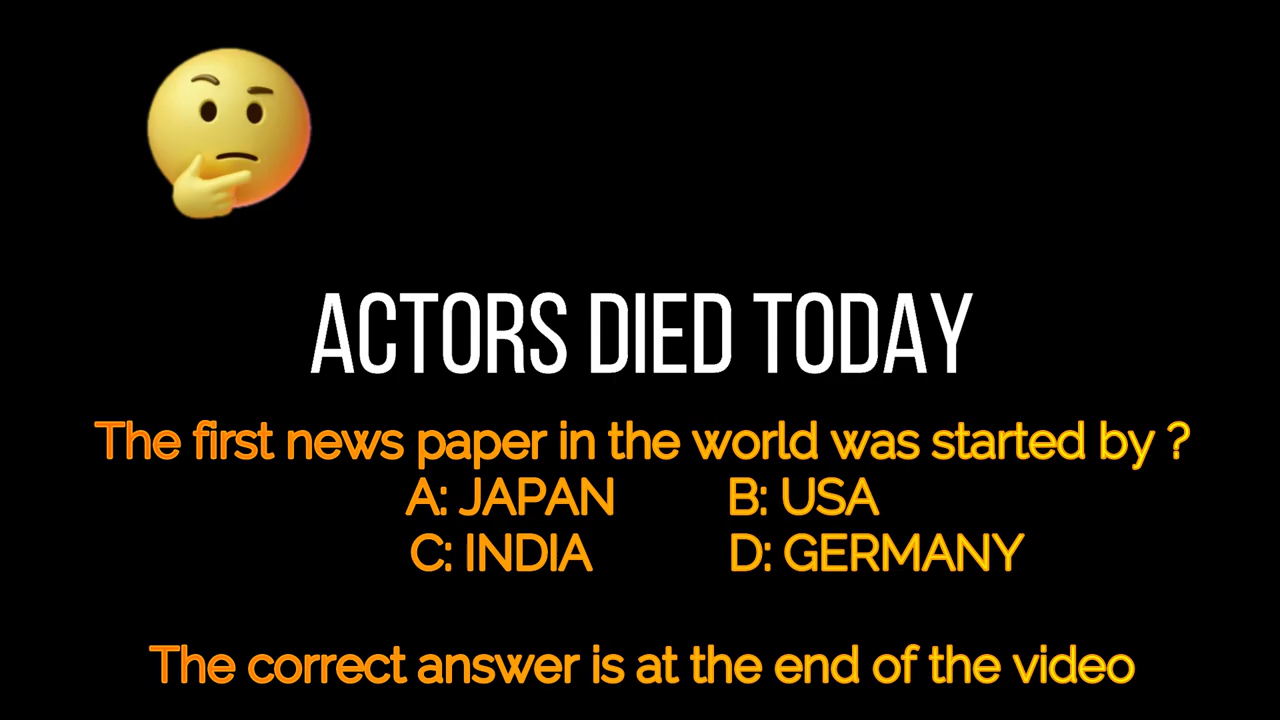 ACTORS DIED TODAY
The first news paper in the world was started by ?
A: JAPAN B: USA
C: INDIA D: GERMANY
The correct answer is at the end of the video